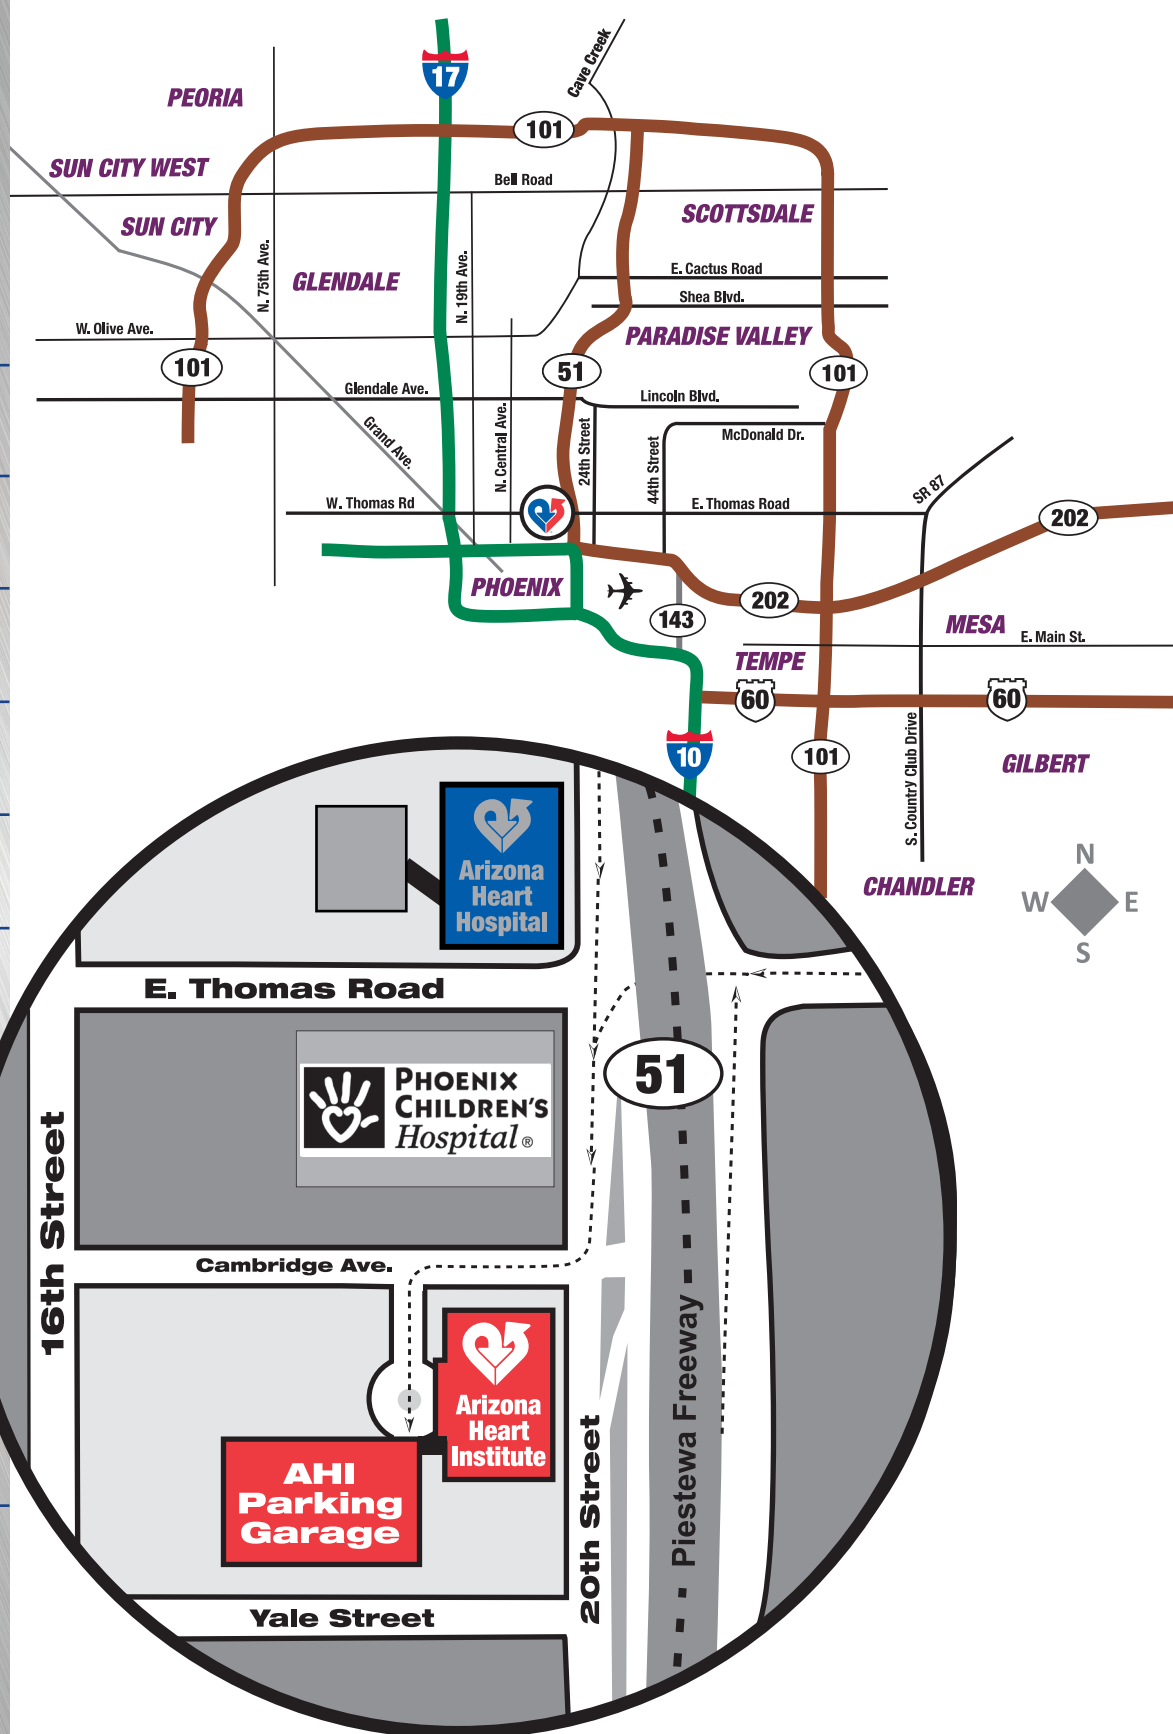 17
Cave Creek
PEORIA
101
SUN CITY WEST
Bell Road
SUN CITY
SCOTTSDALE
N. 75th Ave.
GLENDALE
N. 19th Ave.
E. Cactus Road
Shea Blvd.
W. Olive Ave.
PARADISE VALLEY
101
51
101
Glendale Ave.
Lincoln Blvd.
Grand Ave.
N. Central Ave.
24th Street
44th Street
McDonald Dr.
SR 87
W. Thomas Rd
E. Thomas Road
202
PHOENIX
202
143
MESA
E. Main St.
TEMPE
60
60
10
101
S. Country Club Drive
GILBERT
CHANDLER
N
W
E
S
Arizona
Heart
Hospital
E. Thomas Road
51
PHOENIX
CHILDREN'S
Hospital ®
16th Street
Cambridge Ave.
Arizona
Heart
Institute
AHI
Parking
Garage
20th Street
Piestewa Freeway
Yale Street